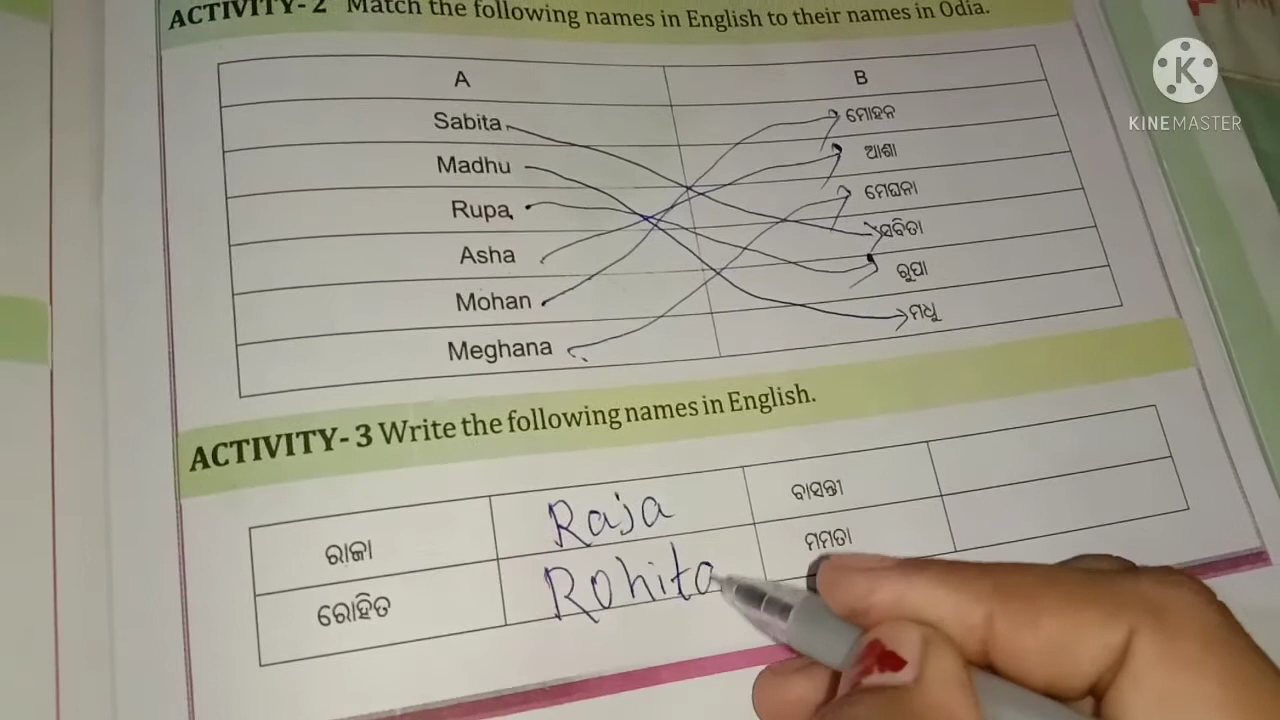 ACTIVITY- 2 Match the following names in English to their names in Odia.
A B
Sabita ମୋହନ
Madhu ଆଶା
Rupa ମେଘନା
Asha ସବିତା
Mohan ରୁପା
Meghana ମଧୁ
ACTIVITY- 3 Write the following names in English.
ରାଜା Raja ବାସନ୍ତୀ
ରୋହିତ Rohita ମମତା
KINEMASTER